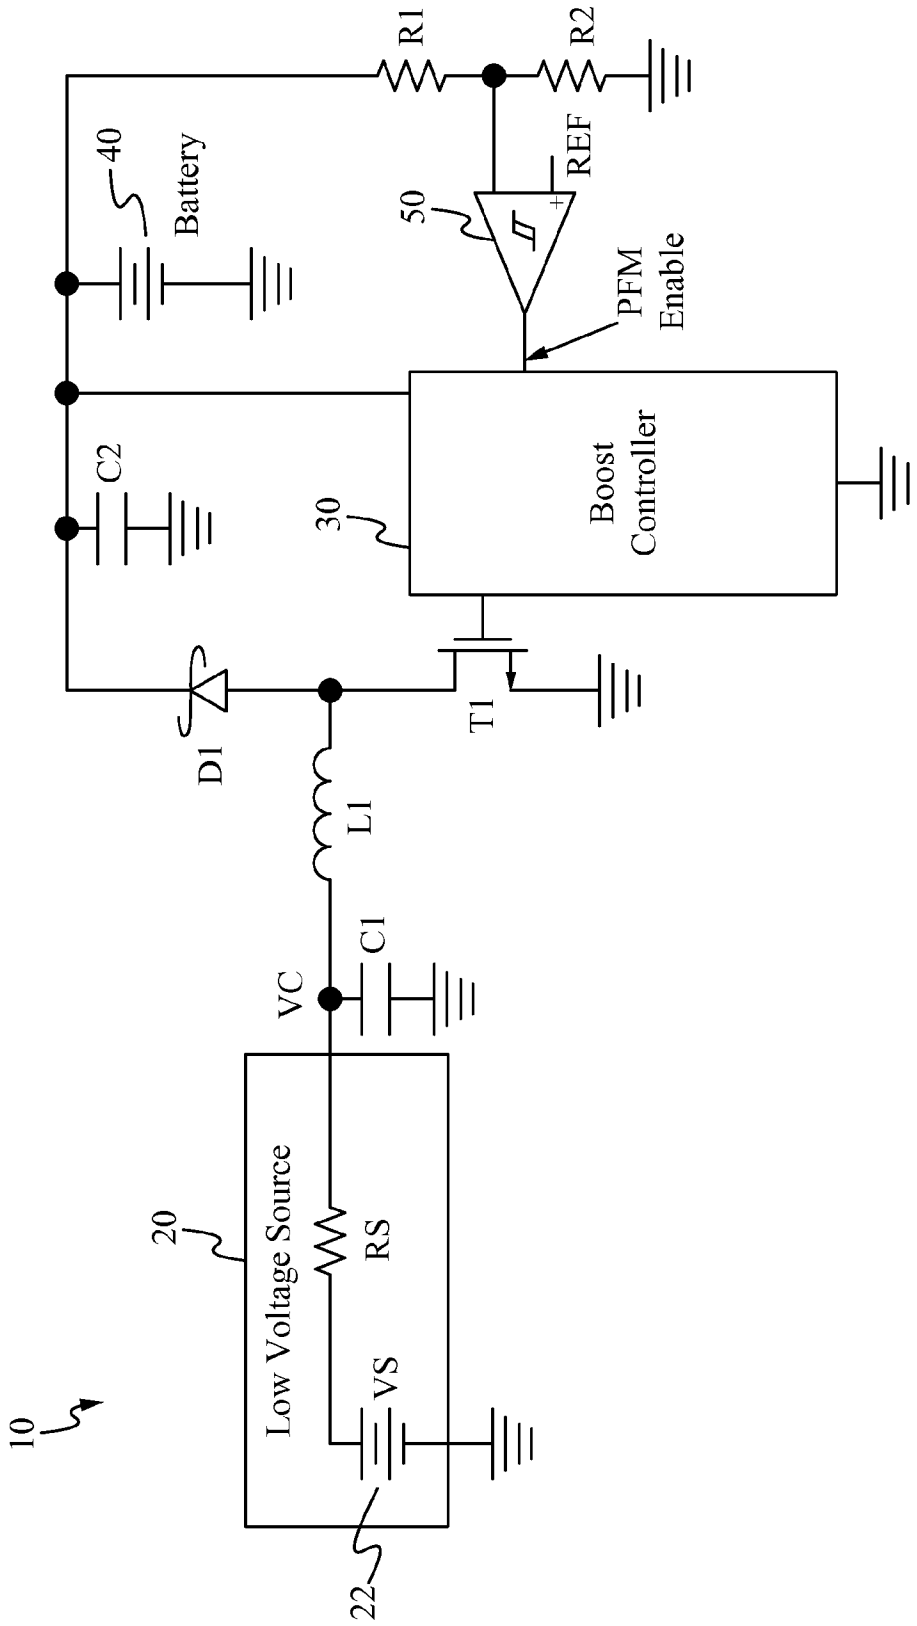 10
20
Low Voltage Source
22
VS
RS
VC
C1
L1
D1
T1
C2
30
Boost
Controller
40
Battery
PFM
Enable
50
+
REF
R1
R2